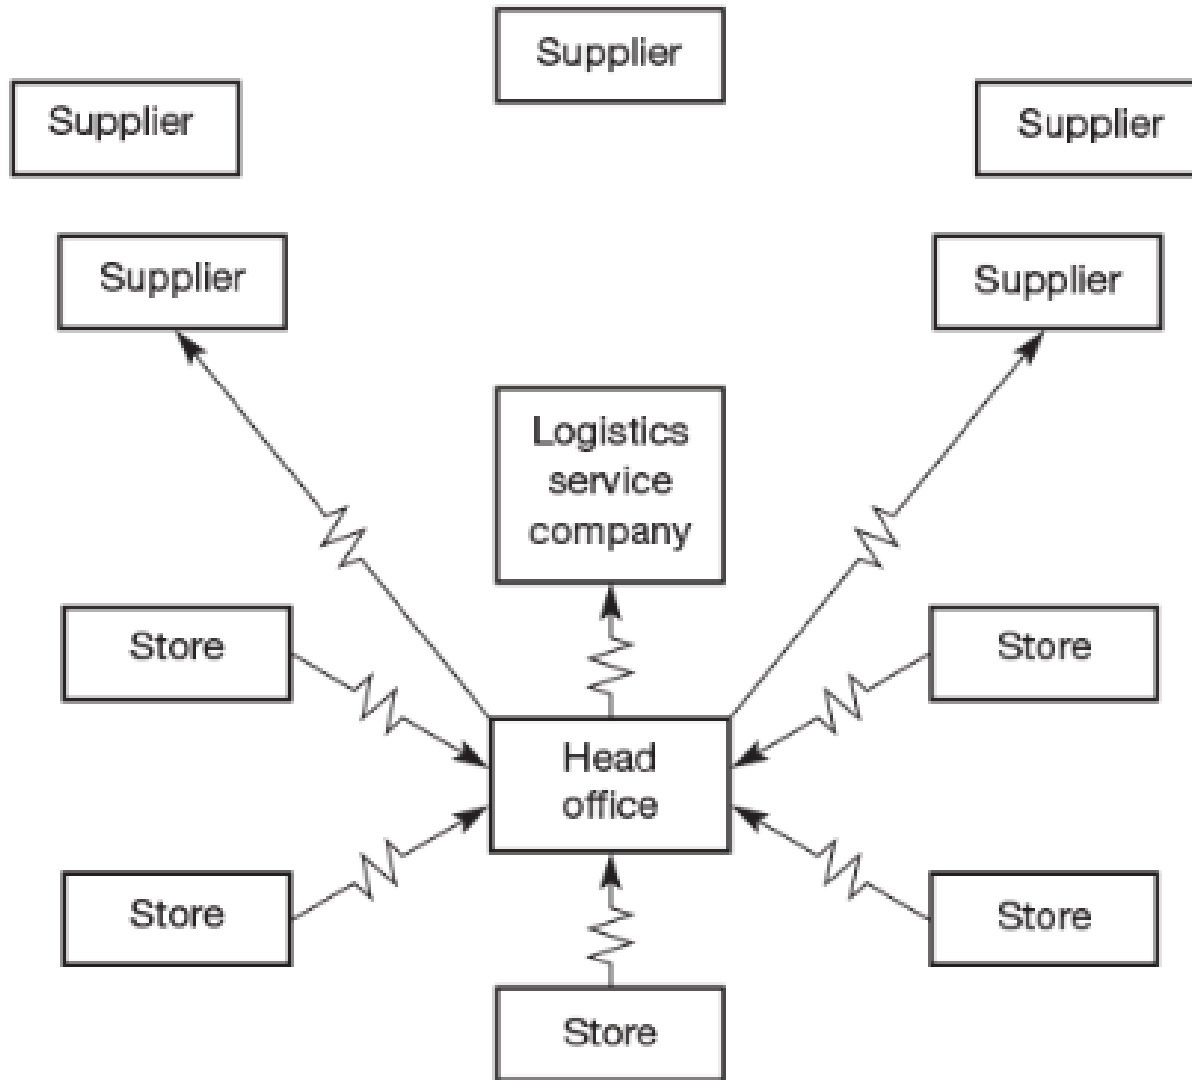 Supplier
Supplier
Supplier
Supplier
Supplier
Logistics
service
company
Store
Store
Head
office
Store
Store
Store